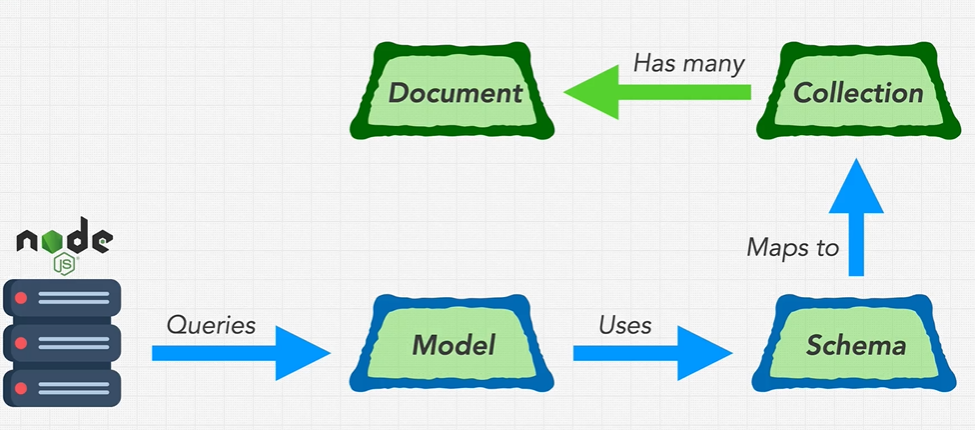 Has many
Document
Collection
node
JS
Maps to
Queries
Uses
Model
Schema